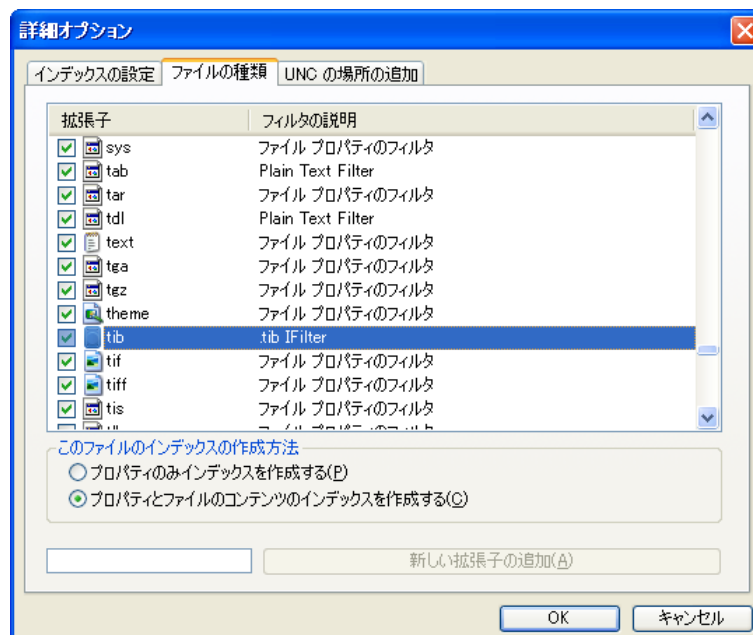 詳細オプション
インデックスの設定 ファイルの種類 UNC の場所の追加
拡張子 フィルタの説明
sys ファイル プロパティのフィルタ
tab Plain Text Filter
tar ファイル プロパティのフィルタ
tdl Plain Text Filter
text ファイル プロパティのフィルタ
tga ファイル プロパティのフィルタ
tgz ファイル プロパティのフィルタ
theme ファイル プロパティのフィルタ
tib .tib IFilter
tif ファイル プロパティのフィルタ
tiff ファイル プロパティのフィルタ
tis ファイル プロパティのフィルタ
このファイルのインデックスの作成方法
プロパティのみインデックスを作成する(P)
プロパティとファイルのコンテンツのインデックスを作成する(C)
新しい拡張子の追加(A)
OK キャンセル